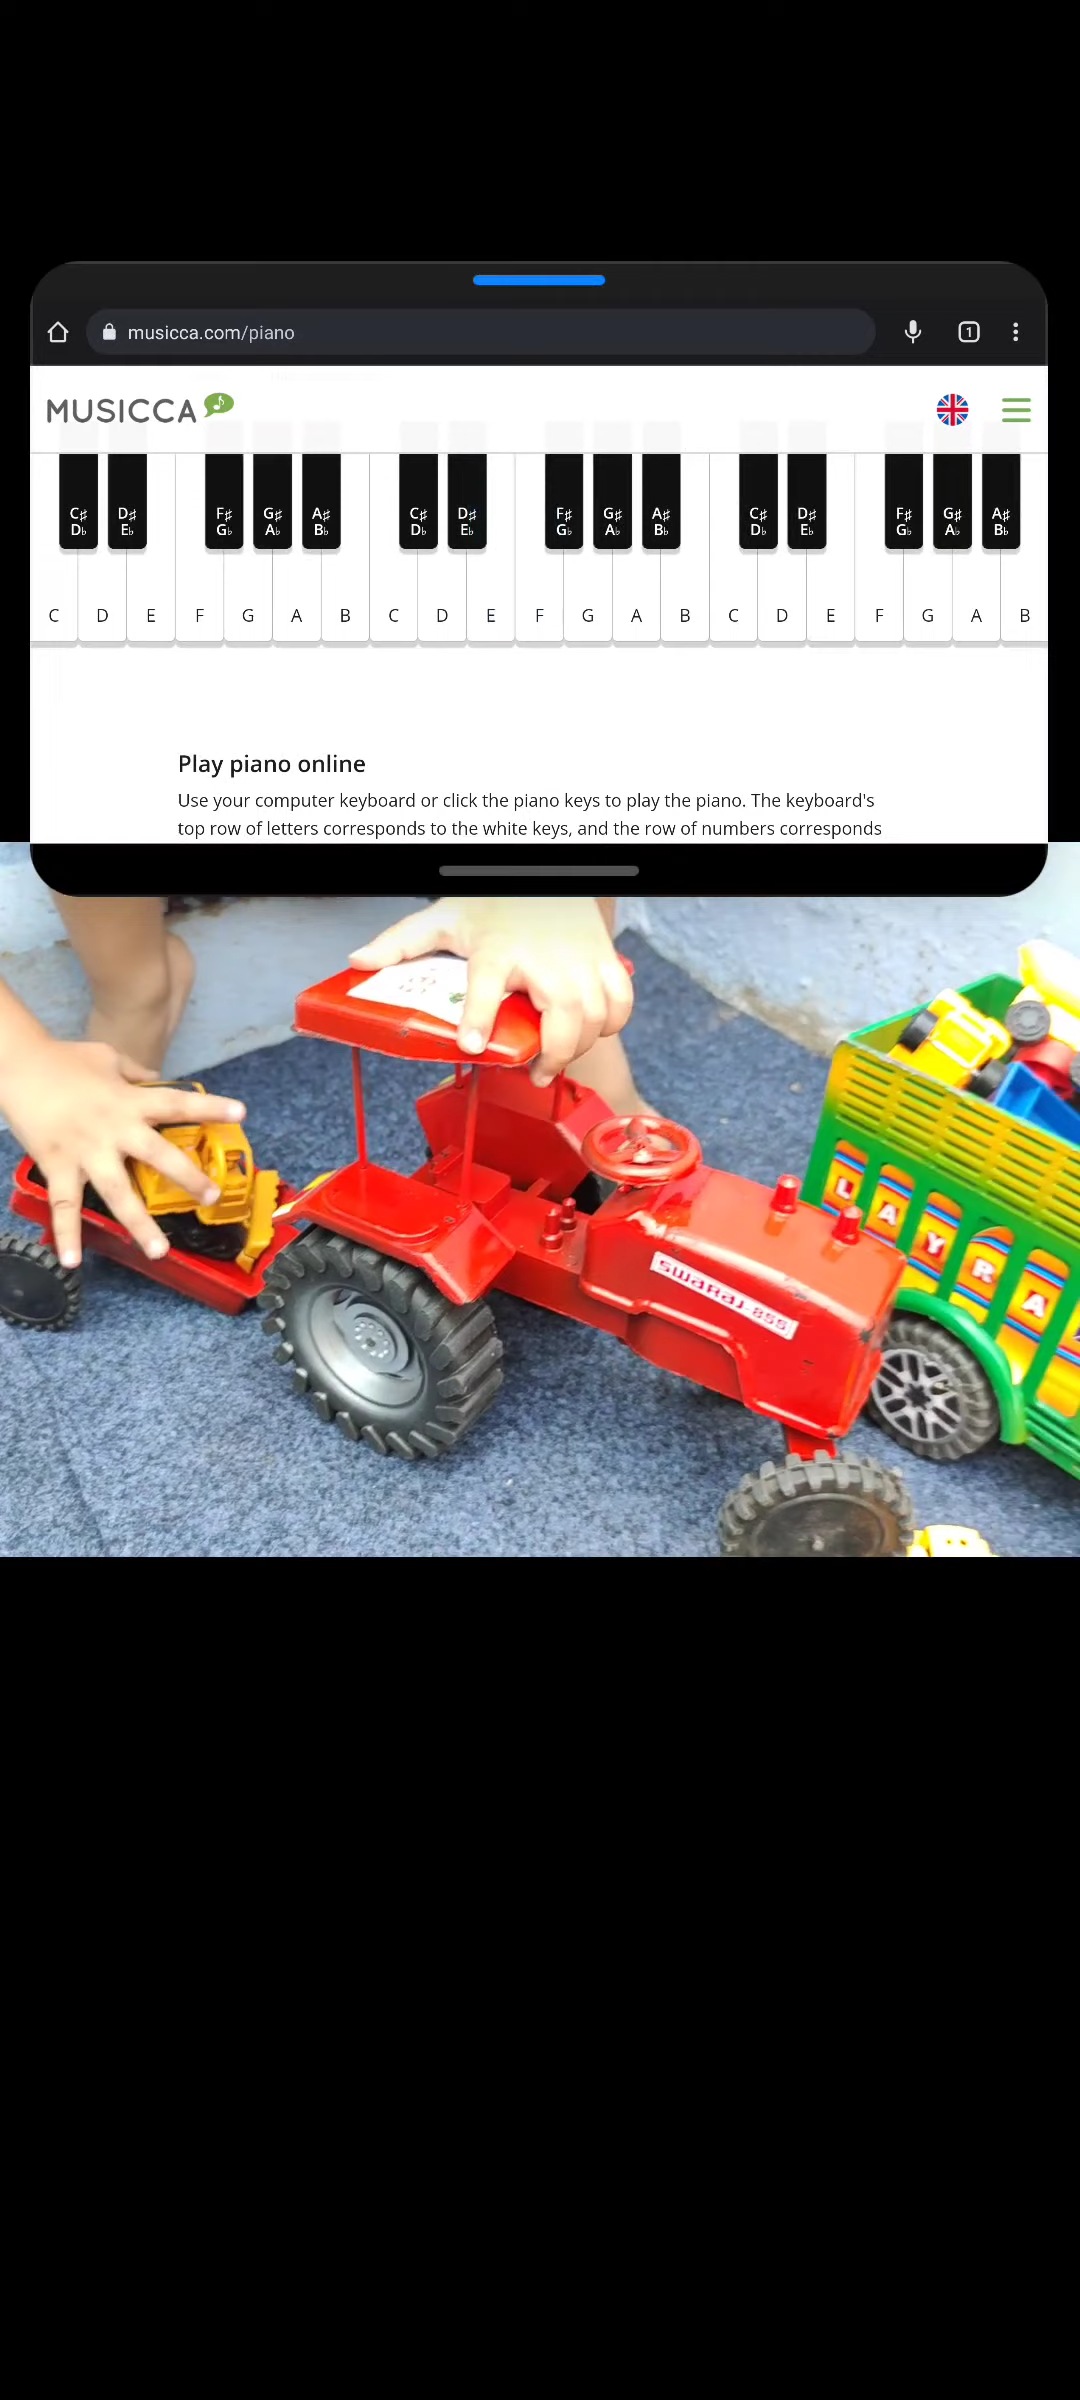 musicca.com/piano
1
MUSICCA
C♯ D♯ F♯ G♯ A♯ C♯ D♯ F♯ G♯ A♯ C♯ D♯ F♯ G♯ A♯
D♭ E♭ G♭ A♭ B♭ D♭ E♭ G♭ A♭ B♭ D♭ E♭ G♭ A♭ B♭
C D E F G A B C D E F G A B C D E F G A B
Play piano online
Use your computer keyboard or click the piano keys to play the piano. The keyboard's
top row of letters corresponds to the white keys, and the row of numbers corresponds
LAYRA
SWARAJ-855